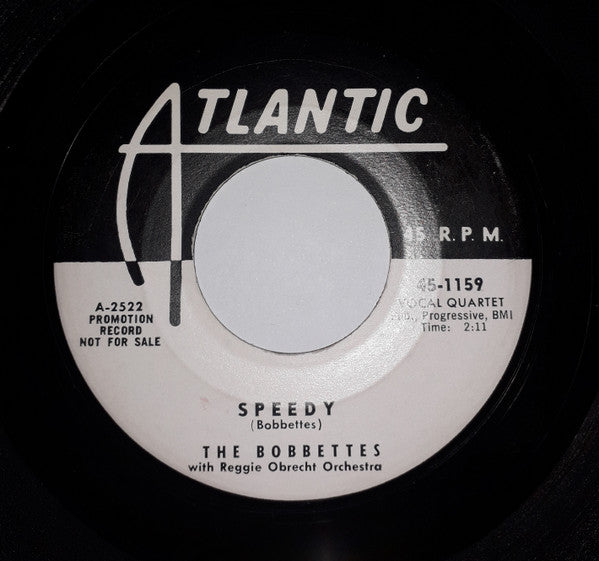 ATLANTIC
45 R.P.M.
A-2522
PROMOTION
RECORD
NOT FOR SALE
45-1159
VOCAL QUARTET
Progressive, BMI
Time: 2:11
SPEEDY
(Bobbettes)
THE BOBBETTES
with Reggie Obrecht Orchestra